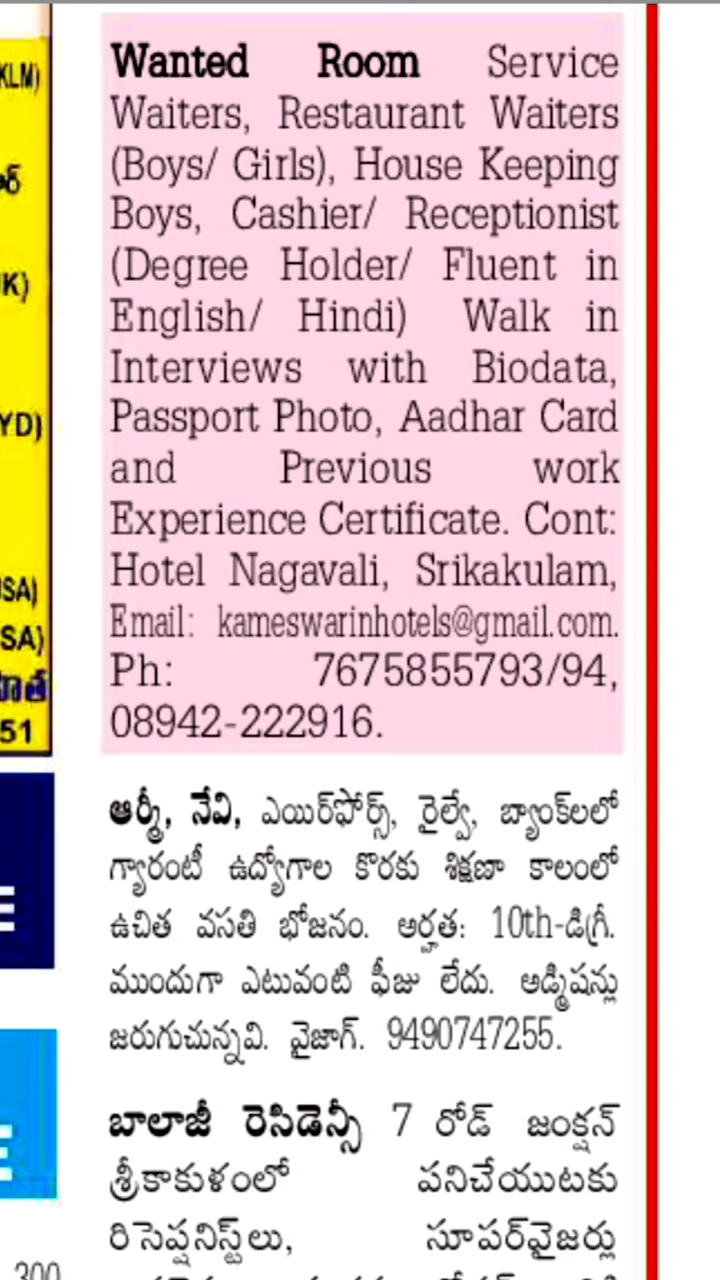 KLM)
K)
YD)
SA)
SA)
51
Wanted Room Service
Waiters, Restaurant Waiters
(Boys/ Girls), House Keeping
Boys, Cashier/ Receptionist
(Degree Holder/ Fluent in
English/ Hindi) Walk in
Interviews with Biodata,
Passport Photo, Aadhar Card
and Previous work
Experience Certificate. Cont:
Hotel Nagavali, Srikakulam,
Email: kameswarinhotels@gmail.com.
Ph: 7675855793/94,
08942-222916.
ఆర్మీ, నేవి, ఎయిర్‌ఫోర్స్, రైల్వే, బ్యాంక్‌లలో
గ్యారంటీ ఉద్యోగాల కొరకు శిక్షణా కాలంలో
ఉచిత వసతి భోజనం. అర్హత: 10th-డిగ్రీ.
ముందుగా ఎటువంటి ఫీజు లేదు. అడ్మిషన్లు
జరుగుచున్నవి. వైజాగ్. 9490747255.
బాలాజీ రెసిడెన్సీ 7 రోడ్ జంక్షన్
శ్రీకాకుళంలో పనిచేయుటకు
రిసెప్షనిస్ట్‌లు, సూపర్‌వైజర్లు
E
E
300